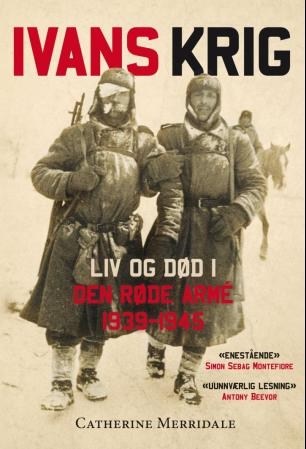 IVANS KRIG
LIV OG DØD I
DEN RØDE ARMÉ
1939–1945
«ENESTÅENDE»
SIMON SEBAG MONTEFIORE
«UUNNVÆRLIG LESNING»
ANTONY BEEVOR
CATHERINE MERRIDALE